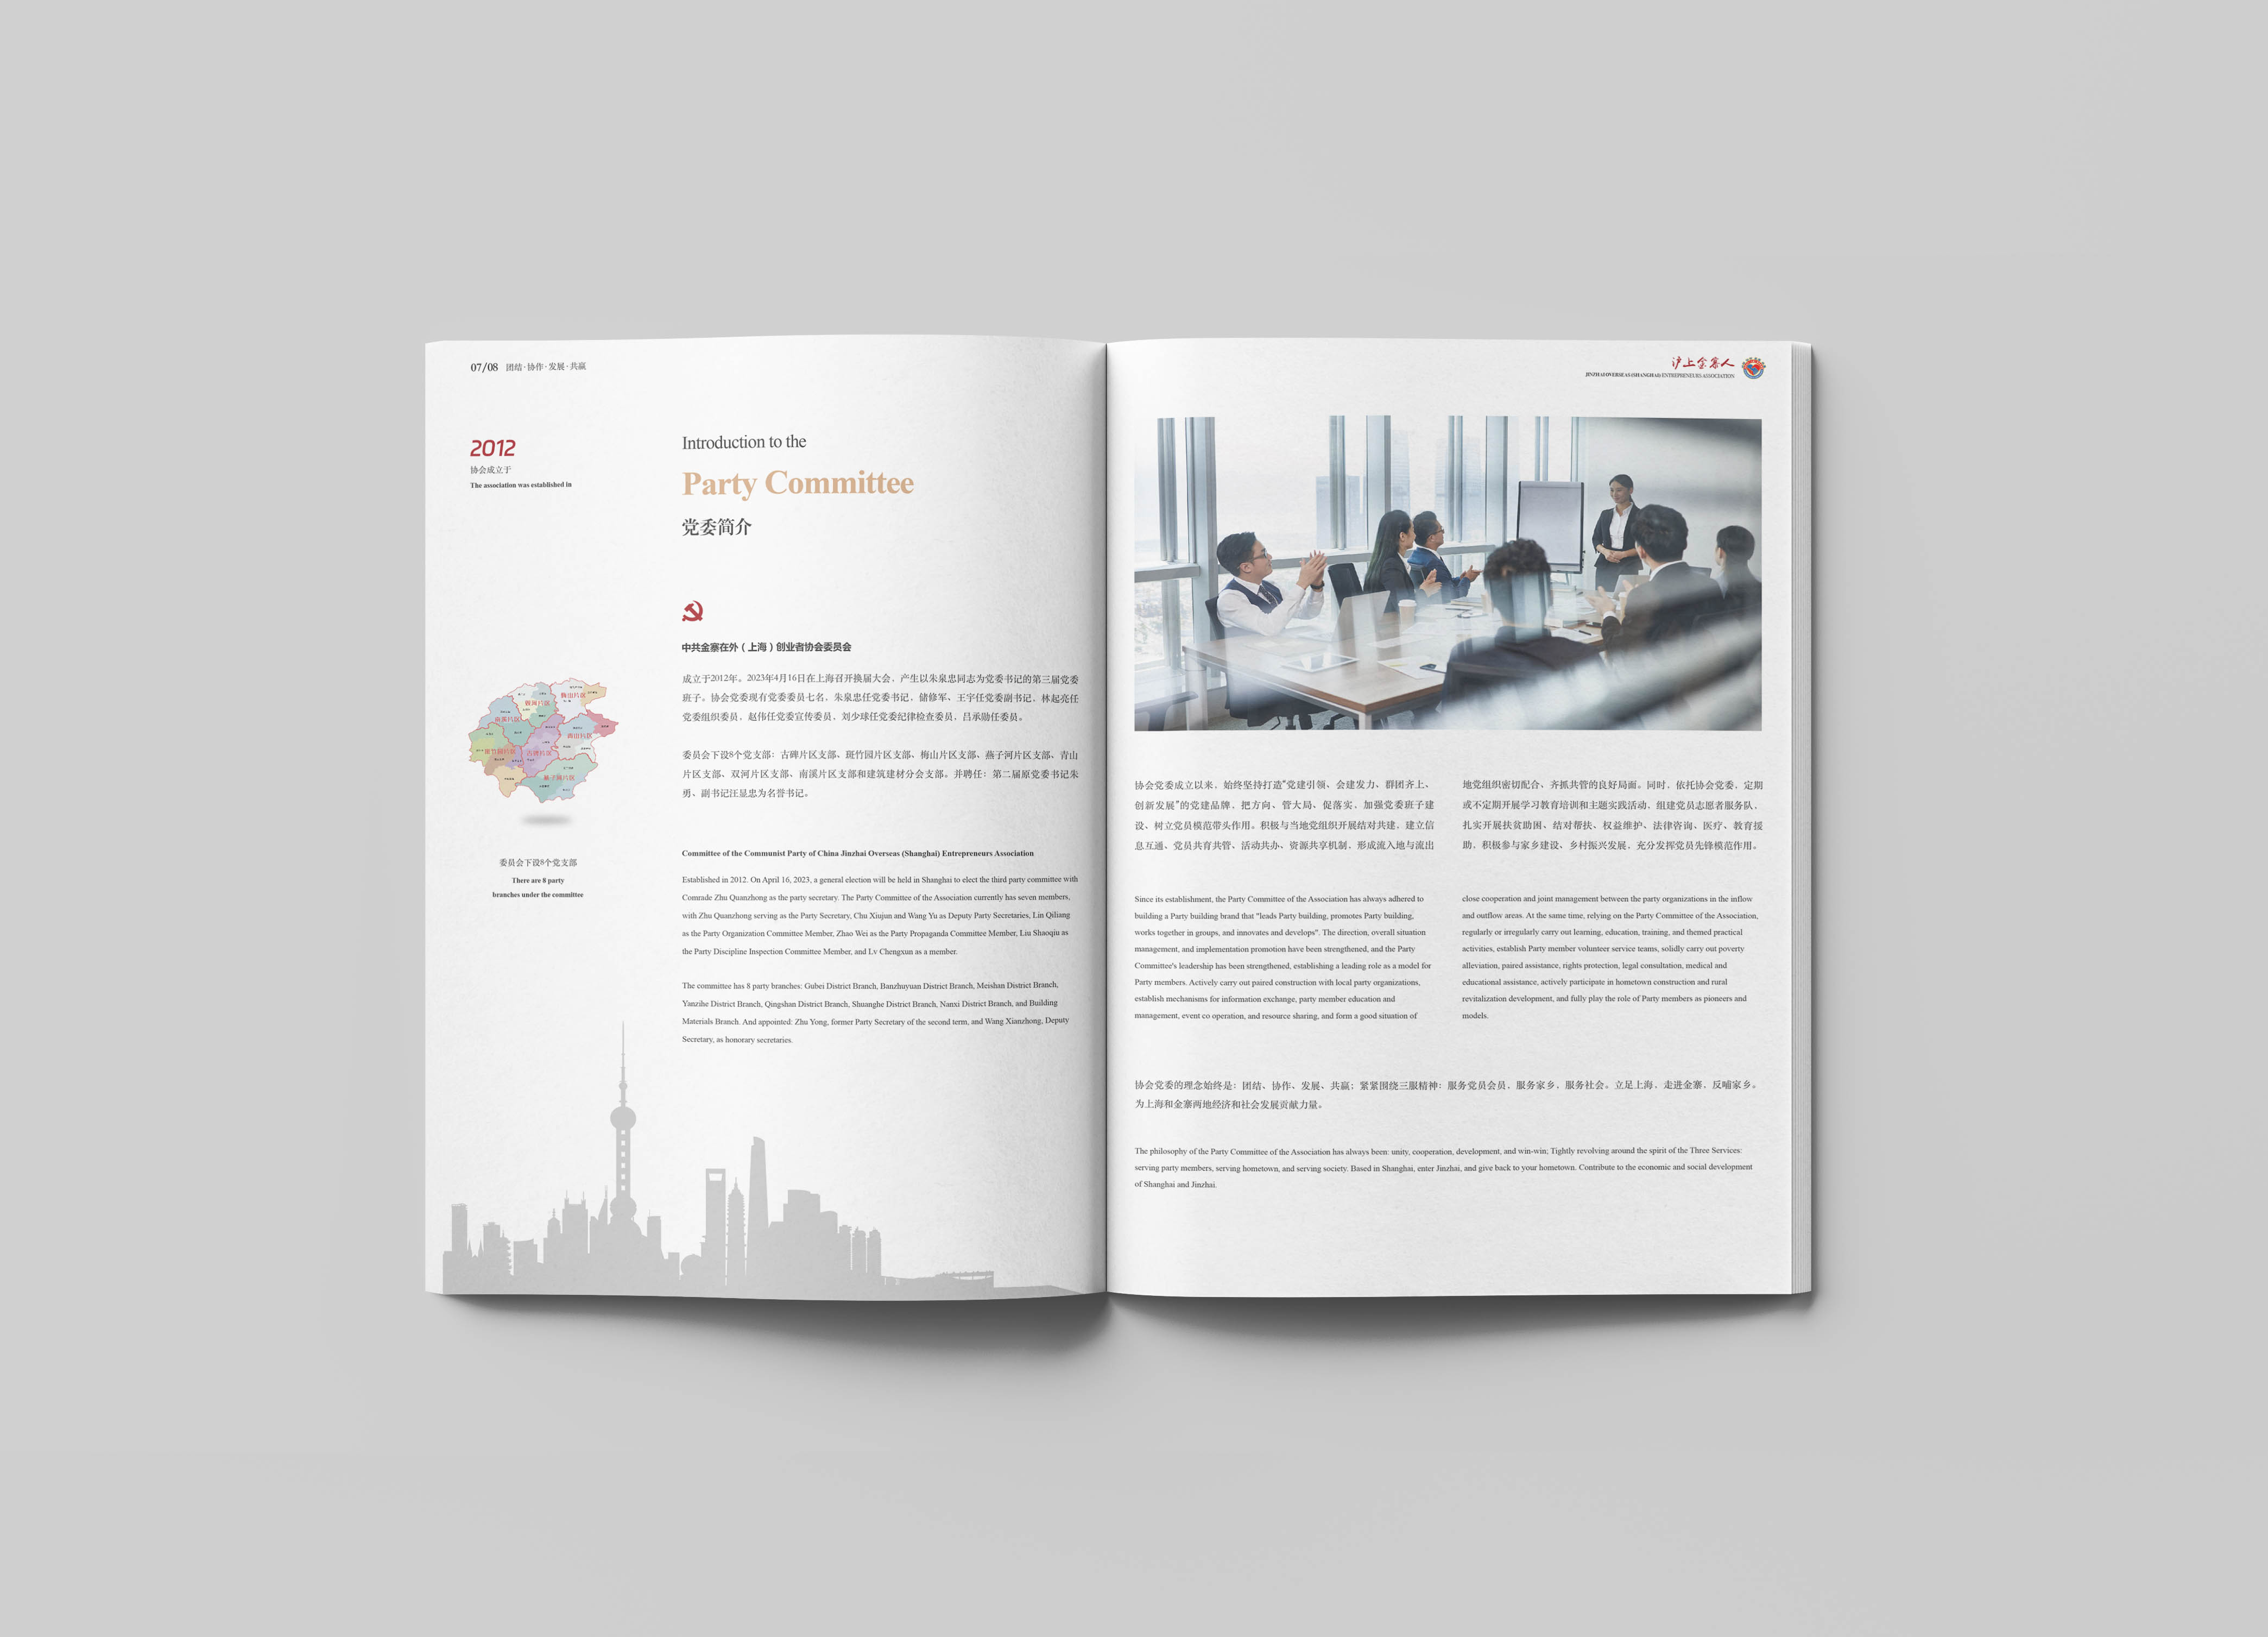 07/08 团结·协作·发展·共赢
2012
协会成立于
The association was established in
Introduction to the
Party Committee
党委简介
中共金寨在外（上海）创业者协会委员会
成立于2012年。2023年4月16日在上海召开换届大会，产生以朱泉忠同志为党委书记的第三届党委
班子。协会党委现有党委委员七名，朱泉忠任党委书记，储修军、王宇任党委副书记，林起亮任
党委组织委员，赵伟任党委宣传委员，刘少球任党委纪律检查委员，吕承勋任委员。
委员会下设8个党支部：古碑片区支部、斑竹园片区支部、梅山片区支部、燕子河片区支部、青山
片区支部、双河片区支部、南溪片区支部和建筑建材分会支部。并聘任：第二届原党委书记朱
勇、副书记汪显忠为名誉书记。
南溪片区
斑竹园片区
古碑片区
燕子河片区
委员会下设8个党支部
There are 8 party
branches under the committee
Committee of the Communist Party of China Jinzhai Overseas (Shanghai) Entrepreneurs Association
Established in 2012. On April 16, 2023, a general election will be held in Shanghai to elect the third party committee with
Comrade Zhu Quanzhong as the party secretary. The Party Committee of the Association currently has seven members,
with Zhu Quanzhong serving as the Party Secretary, Chu Xiujun and Wang Yu as Deputy Party Secretaries, Lin Qiliang
as the Party Organization Committee Member, Zhao Wei as the Party Propaganda Committee Member, Liu Shaoqiu as
the Party Discipline Inspection Committee Member, and Lv Chengxun as a member.
The committee has 8 party branches: Gubei District Branch, Banzhuyuan District Branch, Meishan District Branch,
Yanzihe District Branch, Qingshan District Branch, Shuanghe District Branch, Nanxi District Branch, and Building
Materials Branch. And appointed: Zhu Yong, former Party Secretary of the second term, and Wang Xianzhong, Deputy
Secretary, as honorary secretaries.
沪上金寨人
JINZHAI OVERSEAS (SHANGHAI) ENTREPRENEURS ASSOCIATION
协会党委成立以来，始终坚持打造“党建引领、会建发力、群团齐上、
创新发展”的党建品牌，把方向、管大局、促落实，加强党委班子建
设、树立党员模范带头作用。积极与当地党组织开展结对共建，建立信
息互通、党员共育共管、活动共办、资源共享机制，形成流入地与流出
地党组织密切配合、齐抓共管的良好局面。同时，依托协会党委，定期
或不定期开展学习教育培训和主题实践活动，组建党员志愿者服务队，
扎实开展扶贫助困、结对帮扶、权益维护、法律咨询、医疗、教育援
助，积极参与家乡建设、乡村振兴发展，充分发挥党员先锋模范作用。
Since its establishment, the Party Committee of the Association has always adhered to
building a Party building brand that "leads Party building, promotes Party building,
works together in groups, and innovates and develops". The direction, overall situation
management, and implementation promotion have been strengthened, and the Party
Committee's leadership has been strengthened, establishing a leading role as a model for
Party members. Actively carry out paired construction with local party organizations,
establish mechanisms for information exchange, party member education and
management, event co operation, and resource sharing, and form a good situation of
close cooperation and joint management between the party organizations in the inflow
and outflow areas. At the same time, relying on the Party Committee of the Association,
regularly or irregularly carry out learning, education, training, and themed practical
activities, establish Party member volunteer service teams, solidly carry out poverty
alleviation, paired assistance, rights protection, legal consultation, medical and
educational assistance, actively participate in hometown construction and rural
revitalization development, and fully play the role of Party members as pioneers and
models.
协会党委的理念始终是：团结、协作、发展、共赢；紧紧围绕三服精神：服务党员会员，服务家乡，服务社会。立足上海，走进金寨，反哺家乡。
为上海和金寨两地经济和社会发展贡献力量。
The philosophy of the Party Committee of the Association has always been: unity, cooperation, development, and win-win; Tightly revolving around the spirit of the Three Services:
serving party members, serving hometown, and serving society. Based in Shanghai, enter Jinzhai, and give back to your hometown. Contribute to the economic and social development
of Shanghai and Jinzhai.